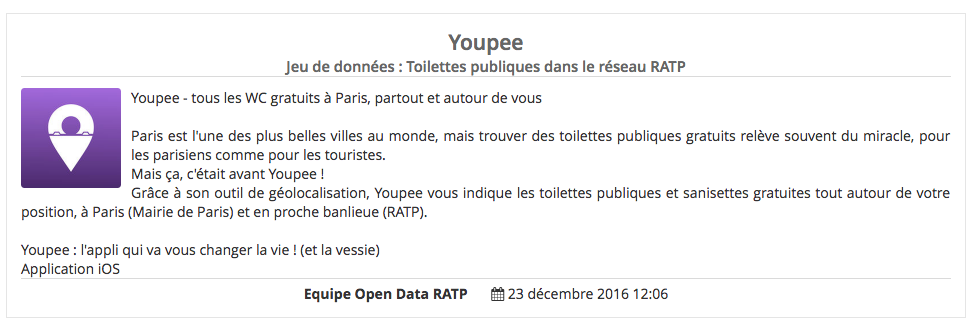 Youpee
Jeu de données : Toilettes publiques dans le réseau RATP
Youpee - tous les WC gratuits à Paris, partout et autour de vous
Paris est l'une des plus belles villes au monde, mais trouver des toilettes publiques gratuits relève souvent du miracle, pour
les parisiens comme pour les touristes.
Mais ça, c'était avant Youpee !
Grâce à son outil de géolocalisation, Youpee vous indique les toilettes publiques et sanisettes gratuites tout autour de votre
position, à Paris (Mairie de Paris) et en proche banlieue (RATP).
Youpee : l'appli qui va vous changer la vie ! (et la vessie)
Application iOS
Equipe Open Data RATP 23 décembre 2016 12:06